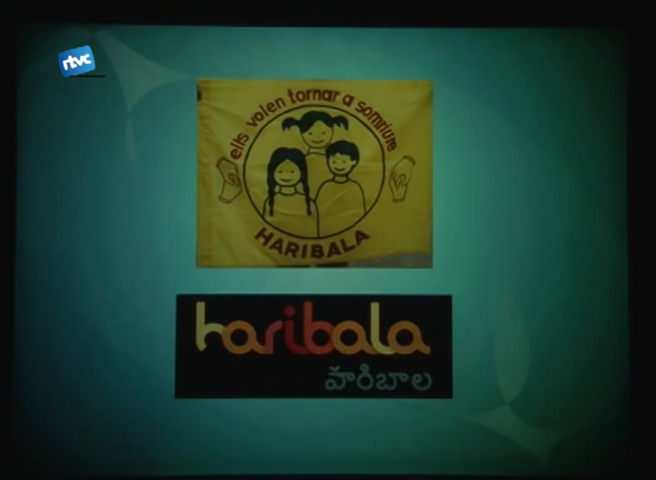 rtvc
ells volen tornar a somriure
HARIBALA
haribala
హరిబాల